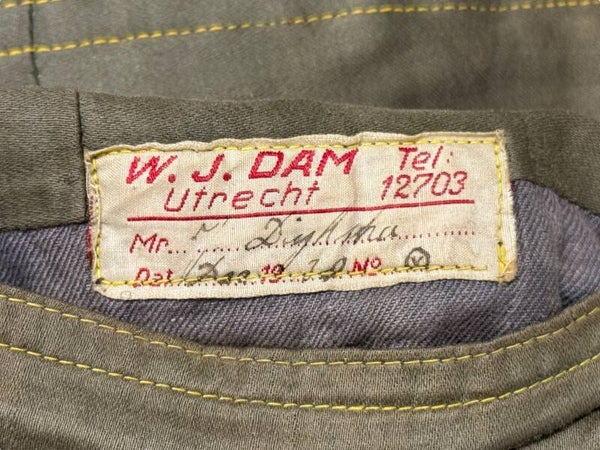 W. J. DAM Tel:
Utrecht 12703
Mr.
Dat. 19 Nº